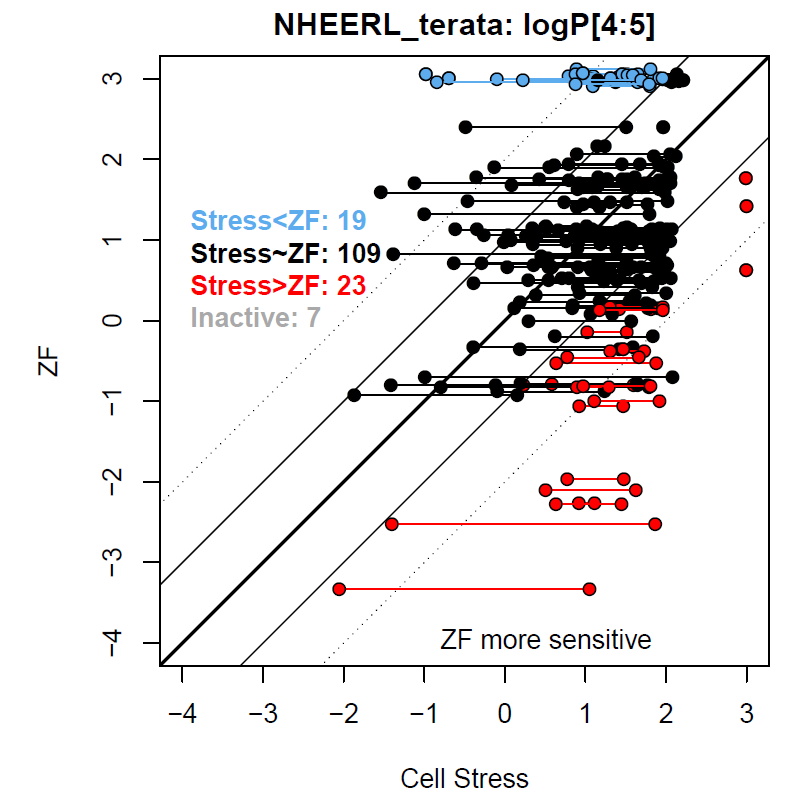 NHEERL_terata: logP[4:5]
3
2
1
0
−1
−2
−3
−4
ZF
Stress<ZF: 19
Stress~ZF: 109
Stress>ZF: 23
Inactive: 7
ZF more sensitive
−4 −3 −2 −1 0 1 2 3
Cell Stress